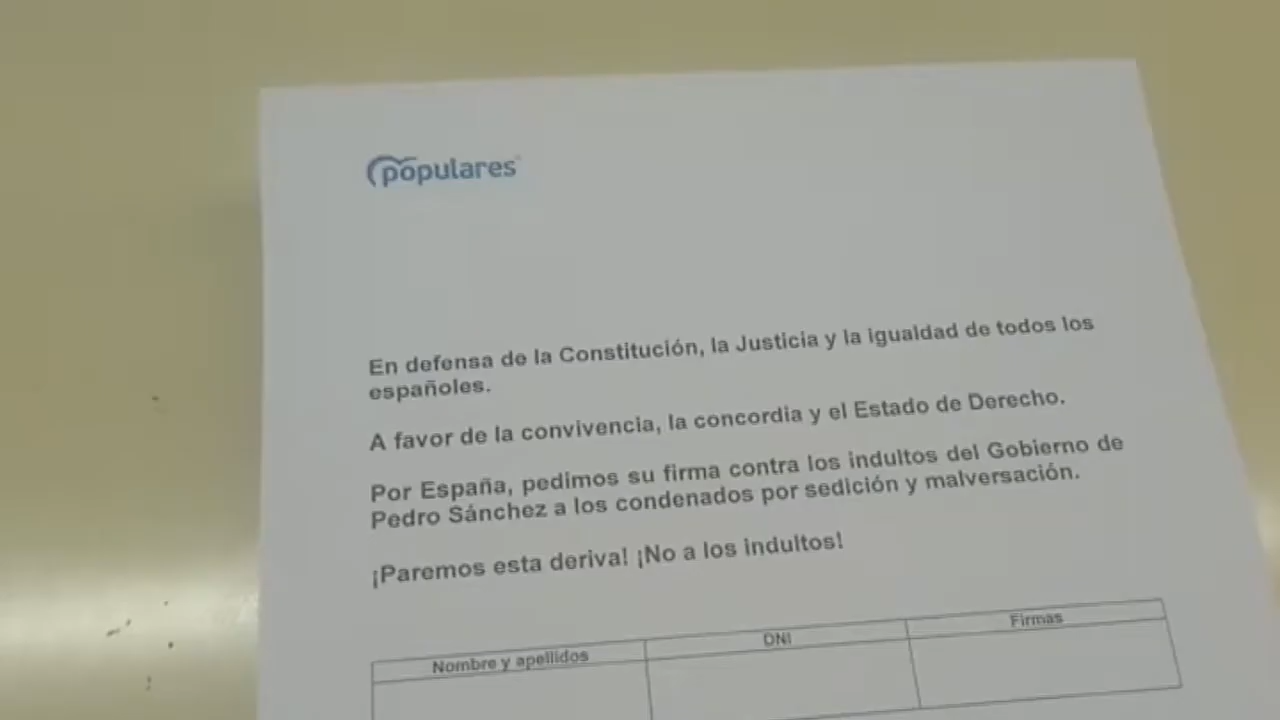 populares
En defensa de la Constitución, la Justicia y la igualdad de todos los
españoles.
A favor de la convivencia, la concordia y el Estado de Derecho.
Por España, pedimos su firma contra los indultos del Gobierno de
Pedro Sánchez a los condenados por sedición y malversación.
¡Paremos esta deriva! ¡No a los indultos!
Nombre y apellidos DNI Firmas